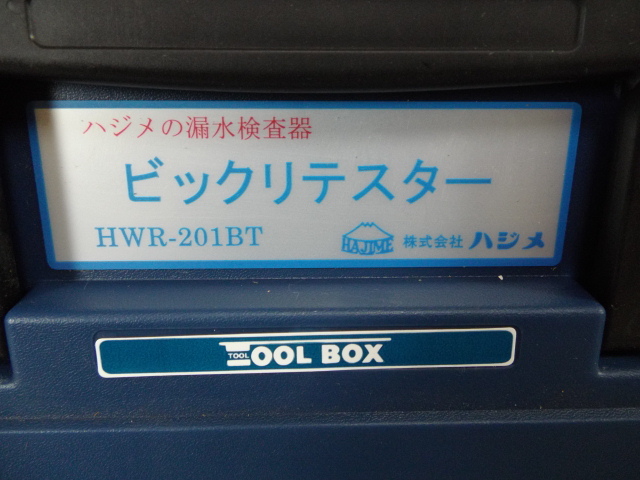 ハジメの漏水検査器
ビックリテスター
HWR-201BT
HAJIME 株式会社 ハジメ
TOOL TOOL BOX